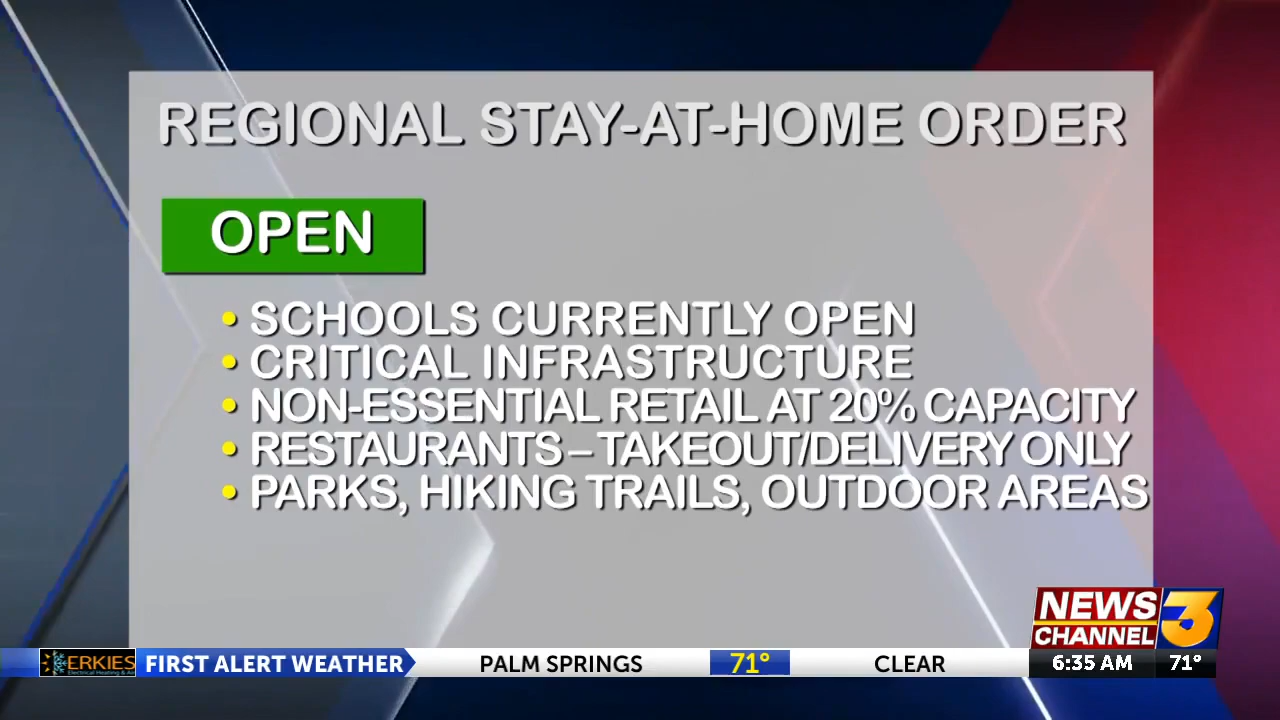 REGIONAL STAY-AT-HOME ORDER
OPEN
• SCHOOLS CURRENTLY OPEN
• CRITICAL INFRASTRUCTURE
• NON-ESSENTIAL RETAIL AT 20% CAPACITY
• RESTAURANTS – TAKEOUT/DELIVERY ONLY
• PARKS, HIKING TRAILS, OUTDOOR AREAS
NEWS
CHANNEL 3
ERKIES FIRST ALERT WEATHER PALM SPRINGS 71° CLEAR 6:35 AM 71°